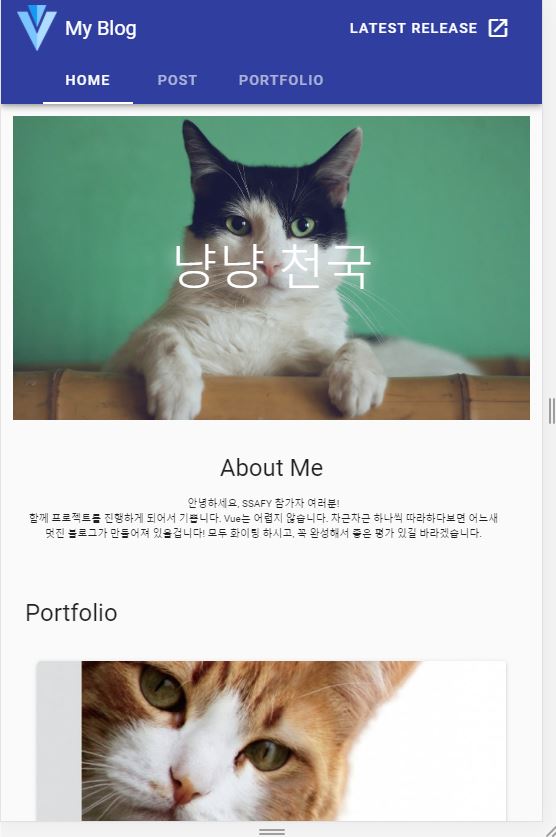 My Blog
LATEST RELEASE
HOME POST PORTFOLIO
냥냥 천국
About Me
안녕하세요, SSAFY 참가자 여러분!
함께 프로젝트를 진행하게 되어서 기쁩니다. Vue는 어렵지 않습니다. 차근차근 하나씩 따라하다보면 어느새
멋진 블로그가 만들어져 있을겁니다! 모두 화이팅 하시고, 꼭 완성해서 좋은 평가 있길 바라겠습니다.
Portfolio